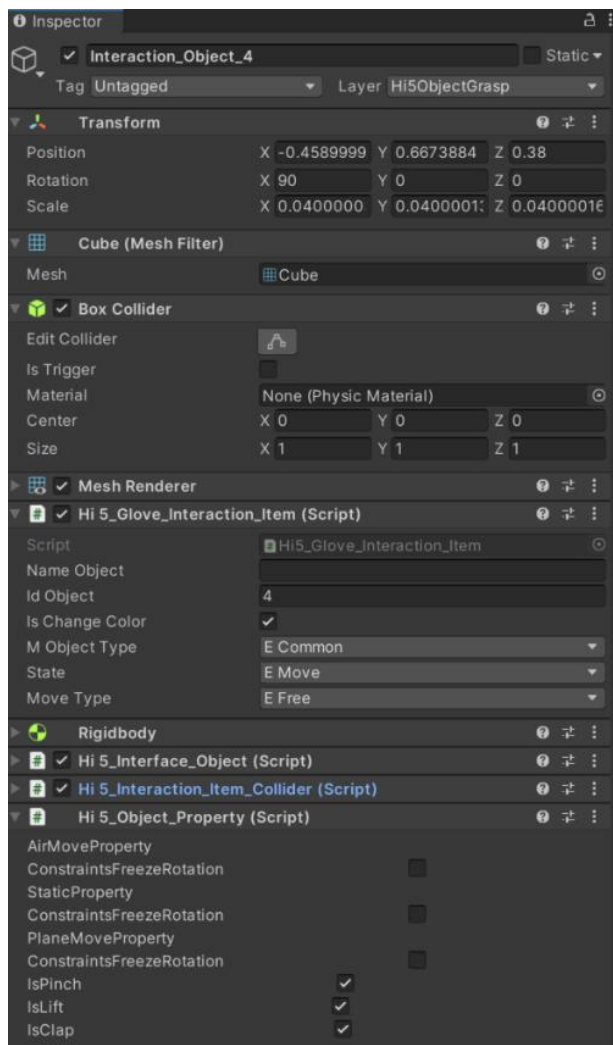 Inspector
Interaction_Object_4 Static
Tag Untagged Layer Hi5ObjectGrasp
Transform
Position X -0.4589999 Y 0.6673884 Z 0.38
Rotation X 90 Y 0 Z 0
Scale X 0.0400000 Y 0.04000001: Z 0.04000016
Cube (Mesh Filter)
Mesh Cube
Box Collider
Edit Collider
Is Trigger
Material None (Physic Material)
Center X 0 Y 0 Z 0
Size X 1 Y 1 Z 1
Mesh Renderer
Hi 5_Glove_Interaction_Item (Script)
Script Hi5_Glove_Interaction_Item
Name Object
Id Object 4
Is Change Color
M Object Type E Common
State E Move
Move Type E Free
Rigidbody
Hi 5_Interface_Object (Script)
Hi 5_Interaction_Item_Collider (Script)
Hi 5_Object_Property (Script)
AirMoveProperty
ConstraintsFreezeRotation
StaticProperty
ConstraintsFreezeRotation
PlaneMoveProperty
ConstraintsFreezeRotation
IsPinch
IsLift
IsClap